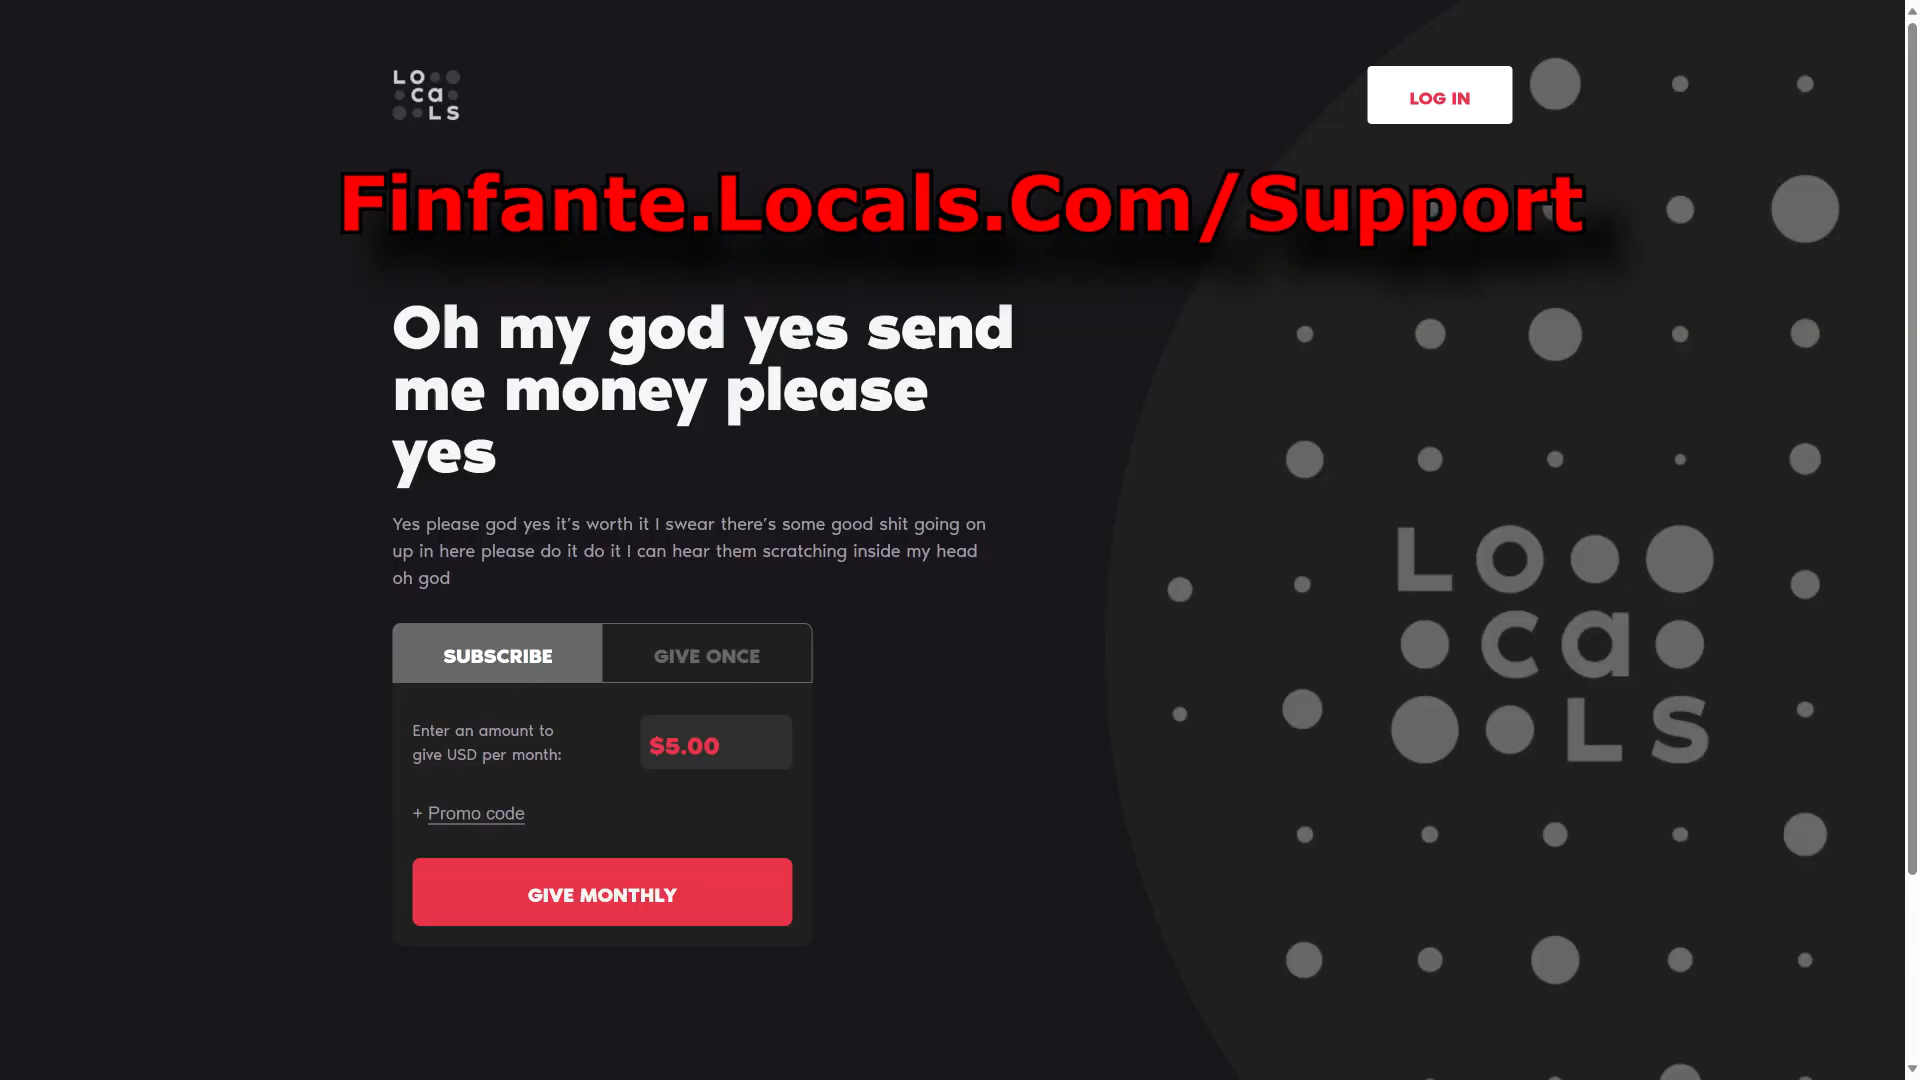 LO
ca
LS
LOG IN
Finfante.Locals.Com/Support
Oh my god yes send
me money please
yes
Yes please god yes it's worth it I swear there's some good shit going on
up in here please do it do it I can hear them scratching inside my head
oh god
SUBSCRIBE
GIVE ONCE
Enter an amount to
give USD per month:
$5.00
+ Promo code
GIVE MONTHLY
LO
ca
LS